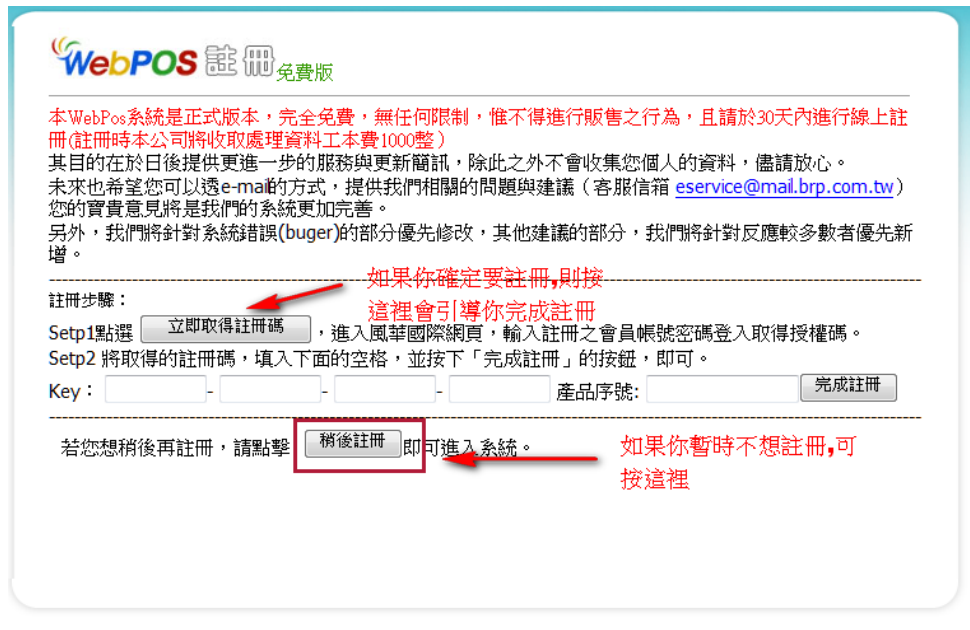 WebPOS 註冊免費版
本WebPos系統是正式版本，完全免費，無任何限制，惟不得進行販售之行為，且請於30天內進行線上註
冊(註冊時本公司將收取處理資料工本費1000整）
其目的在於日後提供更進一步的服務與更新簡訊，除此之外不會收集您個人的資料，儘請放心。
未來也希望您可以透e-mail的方式，提供我們相關的問題與建議（客服信箱 eservice@mail.brp.com.tw）
您的寶貴意見將是我們的系統更加完善。
另外，我們將針對系統錯誤(buger)的部分優先修改，其他建議的部分，我們將針對反應較多數者優先新
增。
如果你確定要註冊,則按
這裡會引導你完成註冊
註冊步驟：
Setp1點選 立即取得註冊碼 ，進入風華國際網頁，輸入註冊之會員帳號密碼登入取得授權碼。
Setp2 將取得的註冊碼，填入下面的空格，並按下「完成註冊」的按鈕，即可。
Key： - - - 產品序號: 完成註冊
若您想稍後再註冊，請點擊 稍後註冊 即可進入系統。
如果你暫時不想註冊,可
按這裡